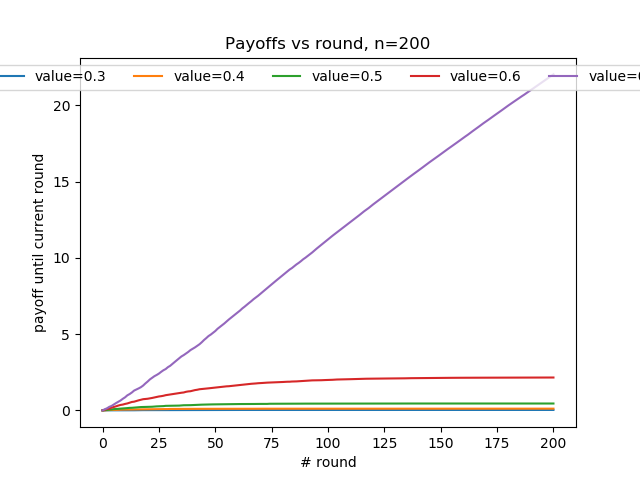 Payoffs vs round, n=200
value=0.3 value=0.4 value=0.5 value=0.6
payoff until current round
20
15
10
5
0
0 25 50 75 100 125 150 175 200
# round